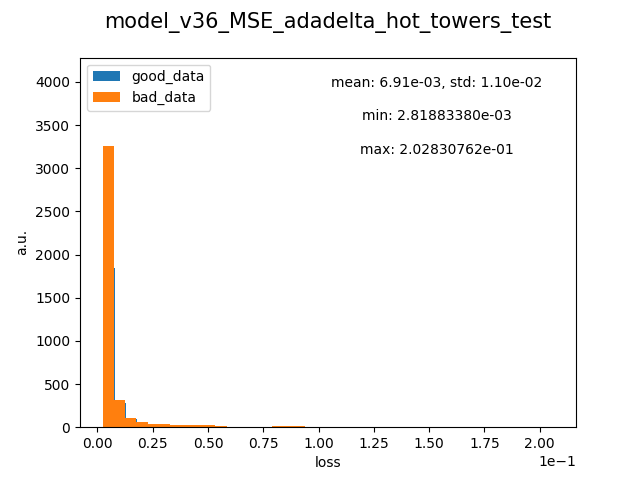 model_v36_MSE_adadelta_hot_towers_test
good_data
bad_data
mean: 6.91e-03, std: 1.10e-02
min: 2.81883380e-03
max: 2.02830762e-01
a.u.
4000
3500
3000
2500
2000
1500
1000
500
0
0.00 0.25 0.50 0.75 1.00 1.25 1.50 1.75 2.00
1e−1
loss